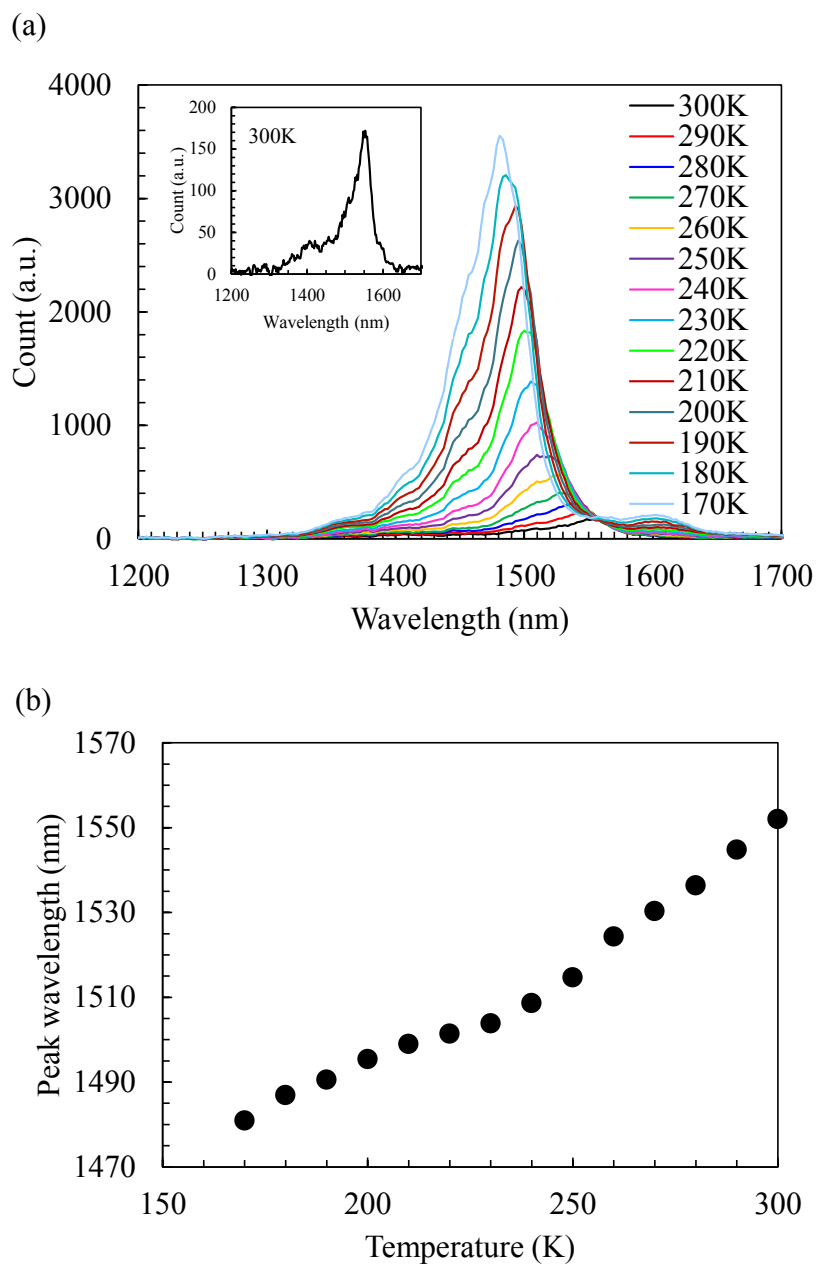 (a)
4000
3000
2000
1000
0
Count (a.u.)
1200 1300 1400 1500 1600 1700
Wavelength (nm)
200
150
100
50
0
Count (a.u.)
300K
1200 1400 1600
Wavelength (nm)
300K
290K
280K
270K
260K
250K
240K
230K
220K
210K
200K
190K
180K
170K
(b)
1570
1550
1530
1510
1490
1470
Peak wavelength (nm)
150 200 250 300
Temperature (K)